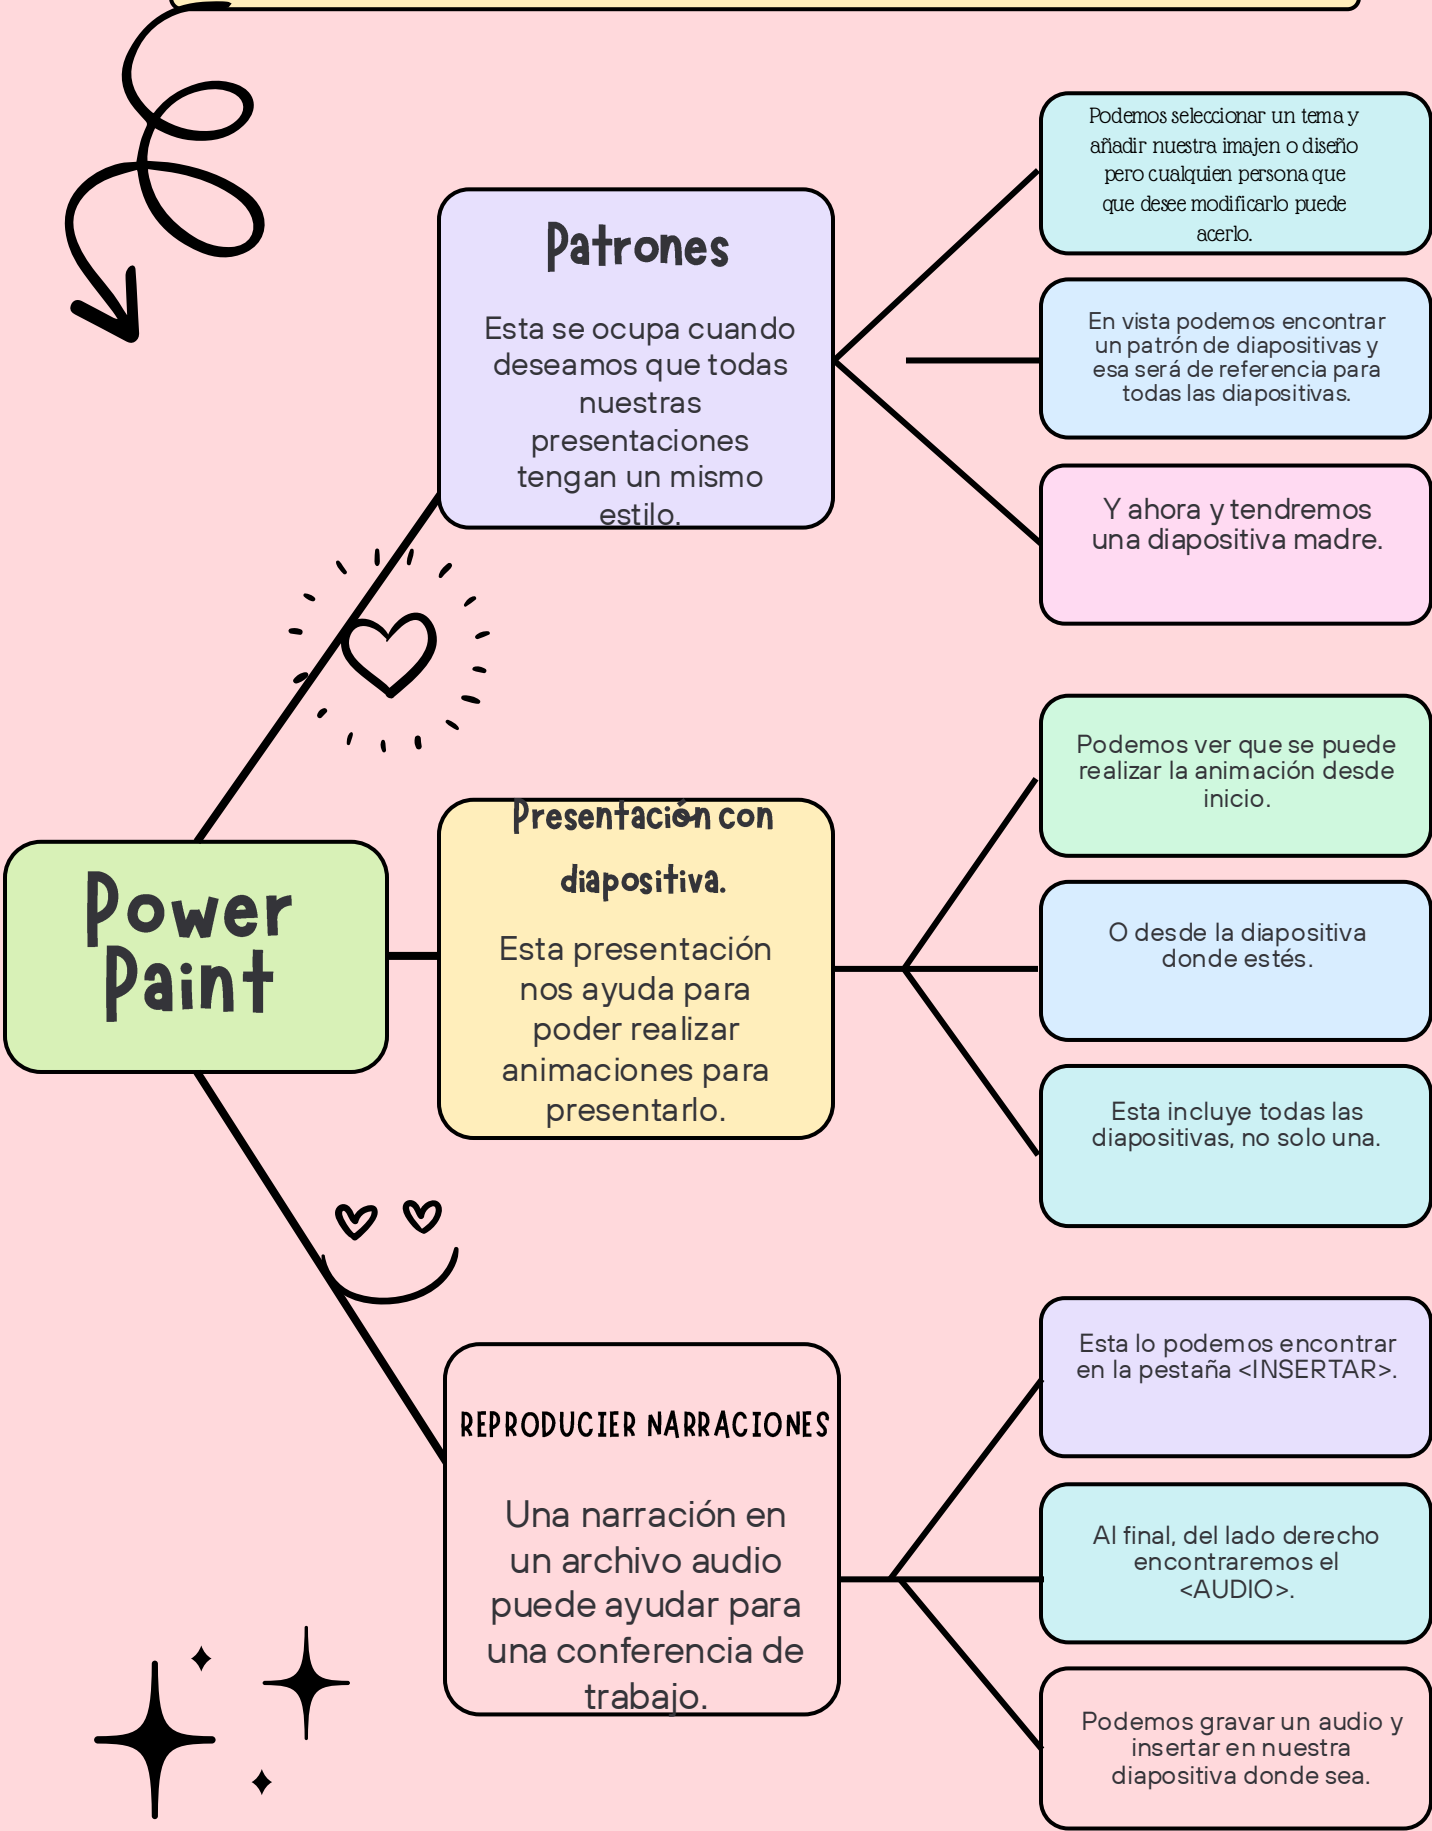 Patrones
Esta se ocupa cuando
deseamos que todas
nuestras
presentaciones
tengan un mismo
estilo.
Podemos seleccionar un tema y
añadir nuestra imajen o diseño
pero cualquien persona que
que desee modificarlo puede
acerlo.
En vista podemos encontrar
un patrón de diapositivas y
esa será de referencia para
todas las diapositivas.
Y ahora y tendremos
una diapositiva madre.
Power
Paint
Presentación con
diapositiva.
Esta presentación
nos ayuda para
poder realizar
animaciones para
presentarlo.
Podemos ver que se puede
realizar la animación desde
inicio.
O desde la diapositiva
donde estés.
Esta incluye todas las
diapositivas, no solo una.
REPRODUCIER NARRACIONES
Una narración en
un archivo audio
puede ayudar para
una conferencia de
trabajo.
Esta lo podemos encontrar
en la pestaña <INSERTAR>.
Al final, del lado derecho
encontraremos el
<AUDIO>.
Podemos gravar un audio y
insertar en nuestra
diapositiva donde sea.